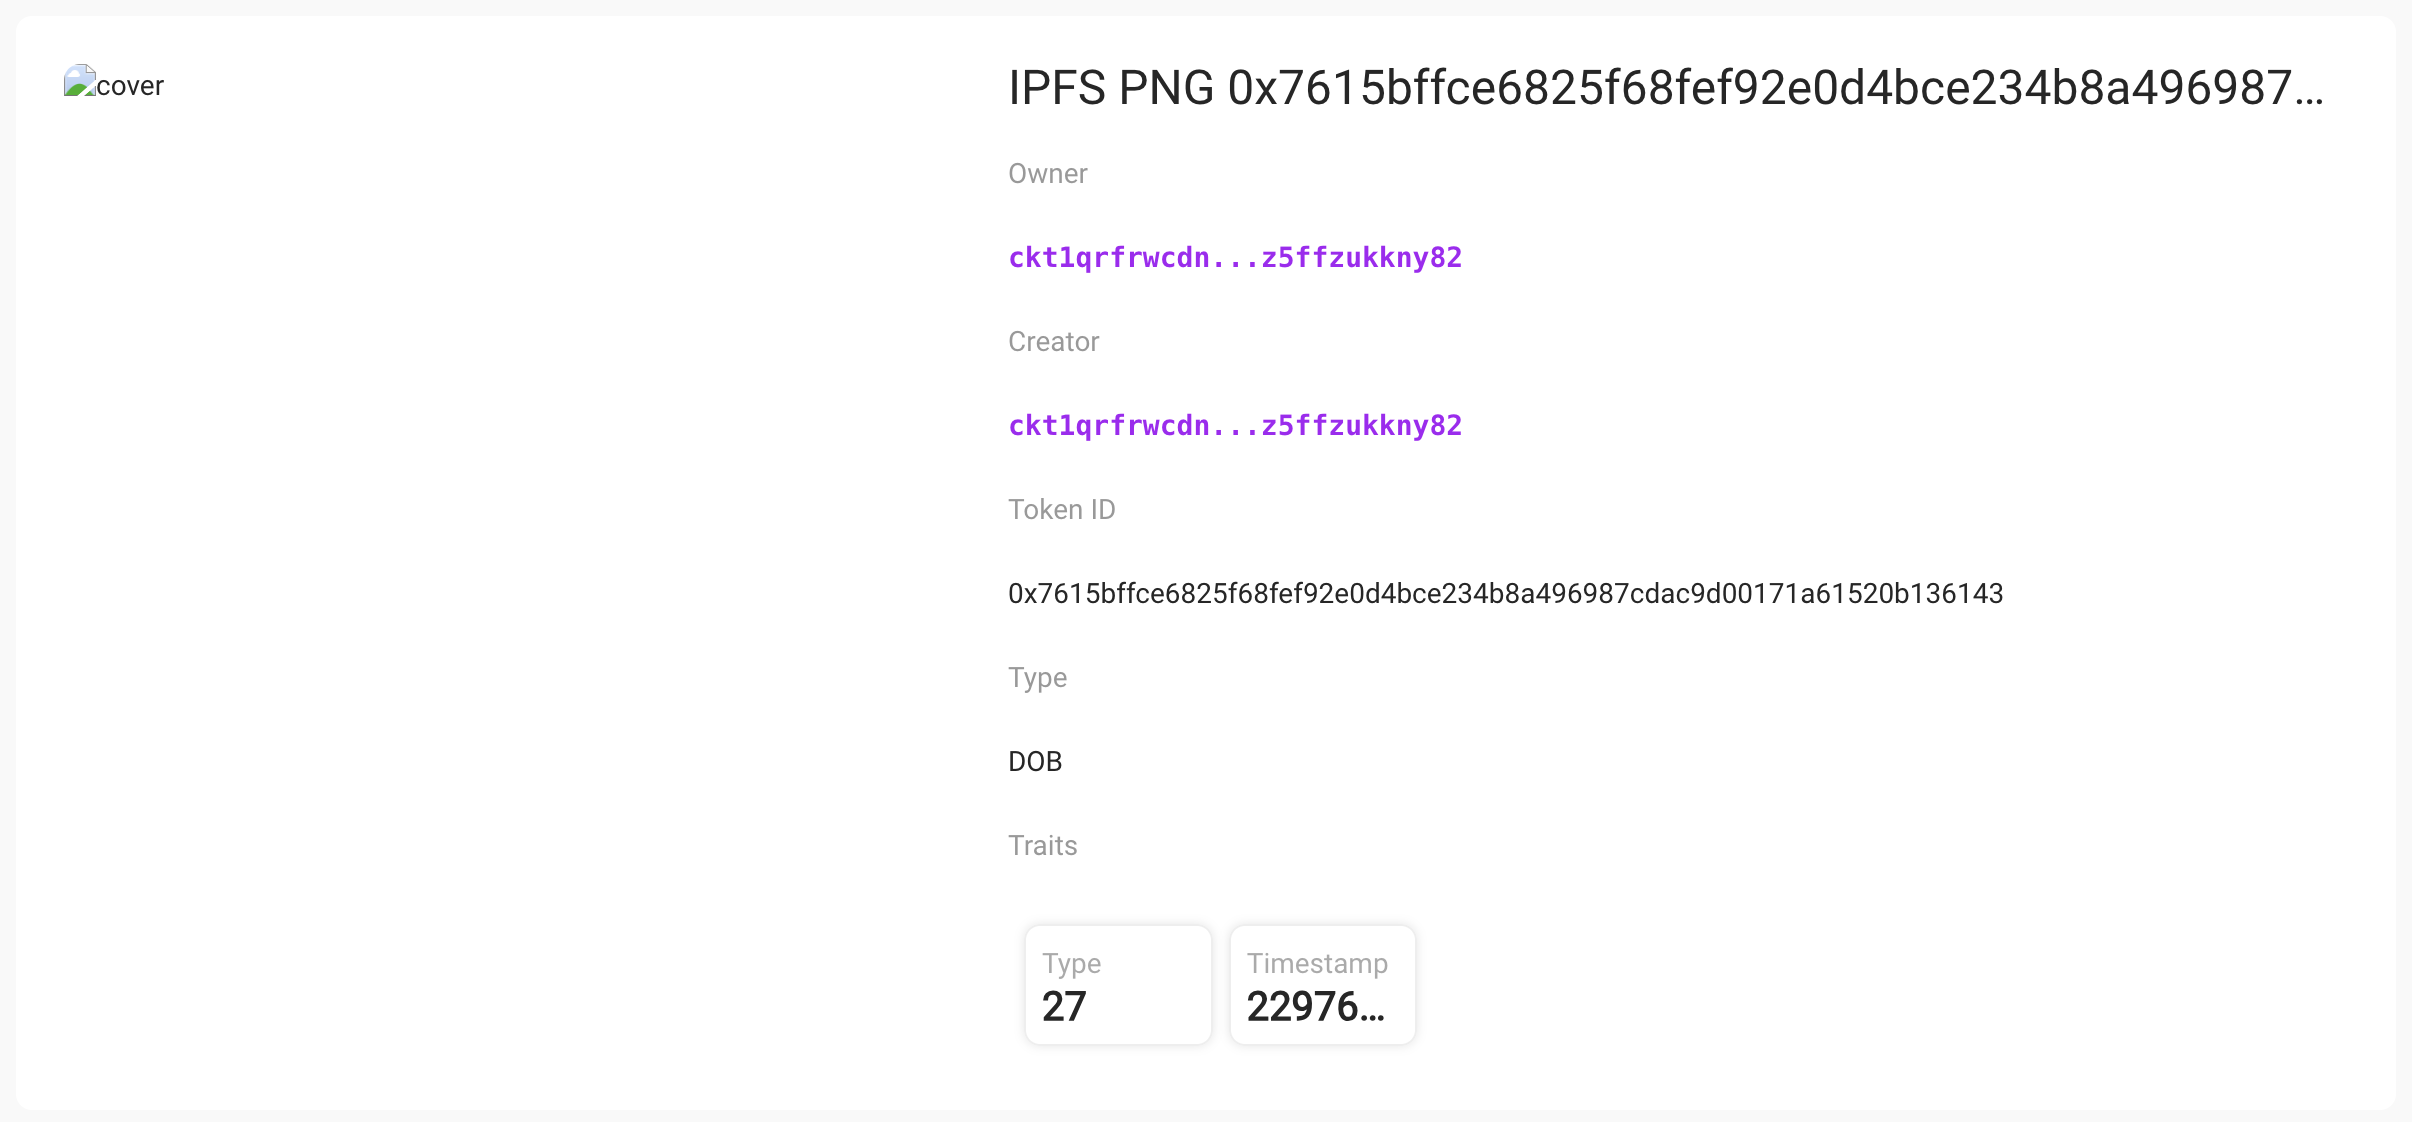 cover
IPFS PNG 0x7615bffce6825f68fef92e0d4bce234b8a496987...
Owner
ckt1qrfrwcdn...z5ffzukkny82
Creator
ckt1qrfrwcdn...z5ffzukkny82
Token ID
0x7615bffce6825f68fef92e0d4bce234b8a496987cdac9d00171a61520b136143
Type
DOB
Traits
Type
27
Timestamp
22976...